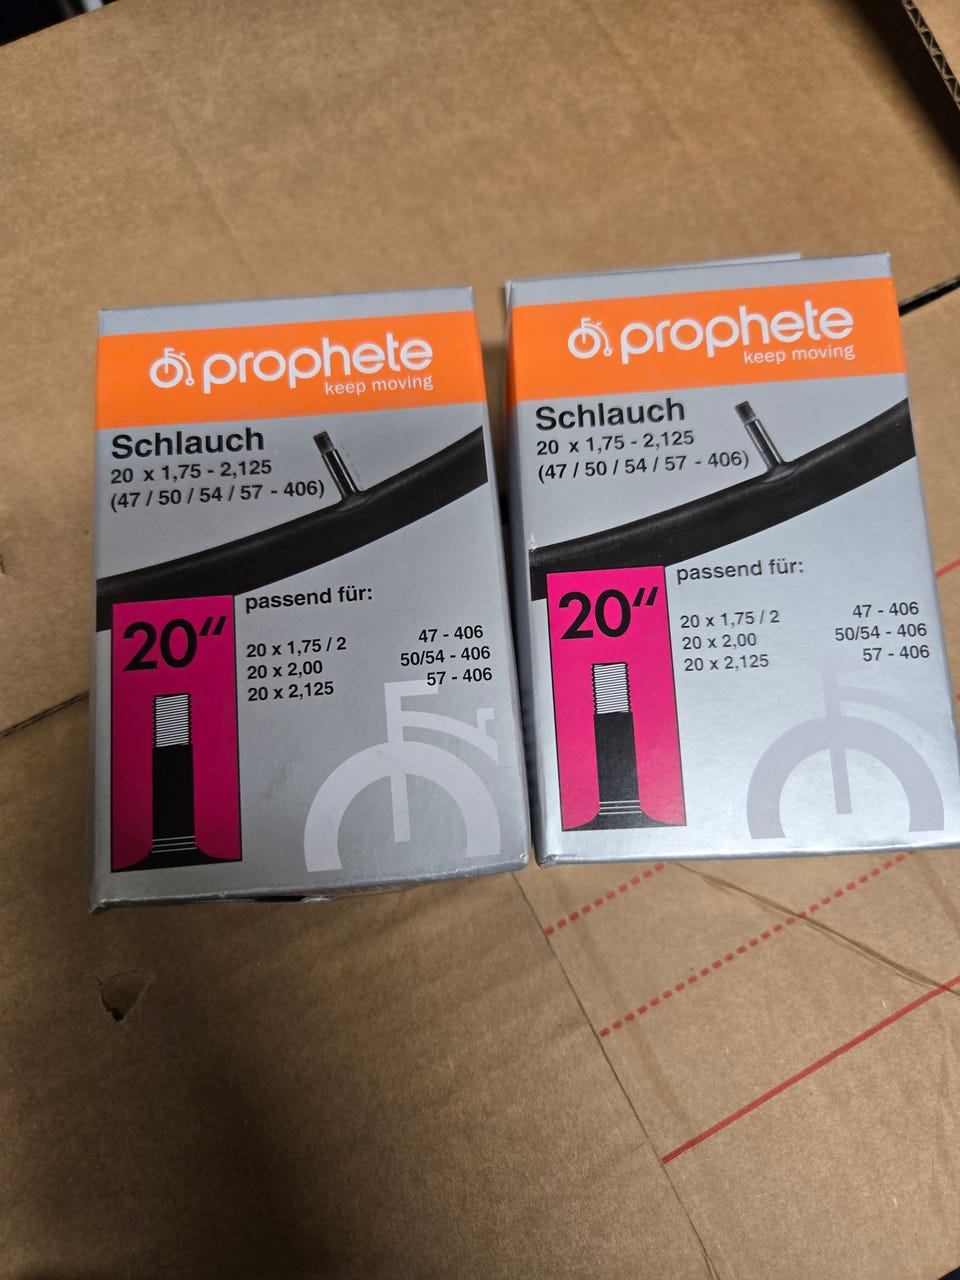 prophete
keep moving
Schlauch
20 x 1,75 - 2,125
(47 / 50 / 54 / 57 - 406)
20"
passend für:
20 x 1,75 / 2 47 - 406
20 x 2,00 50/54 - 406
20 x 2,125 57 - 406
prophete
keep moving
Schlauch
20 x 1,75 - 2,125
(47 / 50 / 54 / 57 - 406)
20"
passend für:
20 x 1,75 / 2 47 - 406
20 x 2,00 50/54 - 406
20 x 2,125 57 - 406